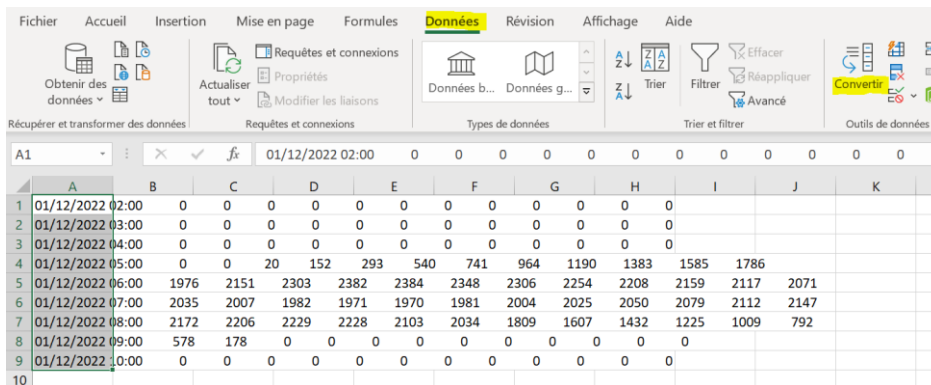 Fichier Accueil Insertion Mise en page Formules Données Révision Affichage Aide
Obtenir des données
Récupérer et transformer des données
Actualiser tout
Requêtes et connexions
Propriétés
Modifier les liaisons
Requêtes et connexions
Données b... Données g...
Types de données
Trier
Filtrer
Effacer
Réappliquer
Avancé
Trier et filtrer
Convertir
Outils de données
A1 fx 01/12/2022 02:00 0 0 0 0 0 0 0 0 0 0 0 0
A B C D E F G H I J K
1 01/12/2022 02:00 0 0 0 0 0 0 0 0 0 0 0 0
2 01/12/2022 03:00 0 0 0 0 0 0 0 0 0 0 0 0
3 01/12/2022 04:00 0 0 0 0 0 0 0 0 0 0 0 0
4 01/12/2022 05:00 0 0 20 152 293 540 741 964 1190 1383 1585 1786
5 01/12/2022 06:00 1976 2151 2303 2382 2384 2348 2306 2254 2208 2159 2117 2071
6 01/12/2022 07:00 2035 2007 1982 1971 1970 1981 2004 2025 2050 2079 2112 2147
7 01/12/2022 08:00 2172 2206 2229 2228 2103 2034 1809 1607 1432 1225 1009 792
8 01/12/2022 09:00 578 178 0 0 0 0 0 0 0 0 0 0
9 01/12/2022 10:00 0 0 0 0 0 0 0 0 0 0 0 0
10